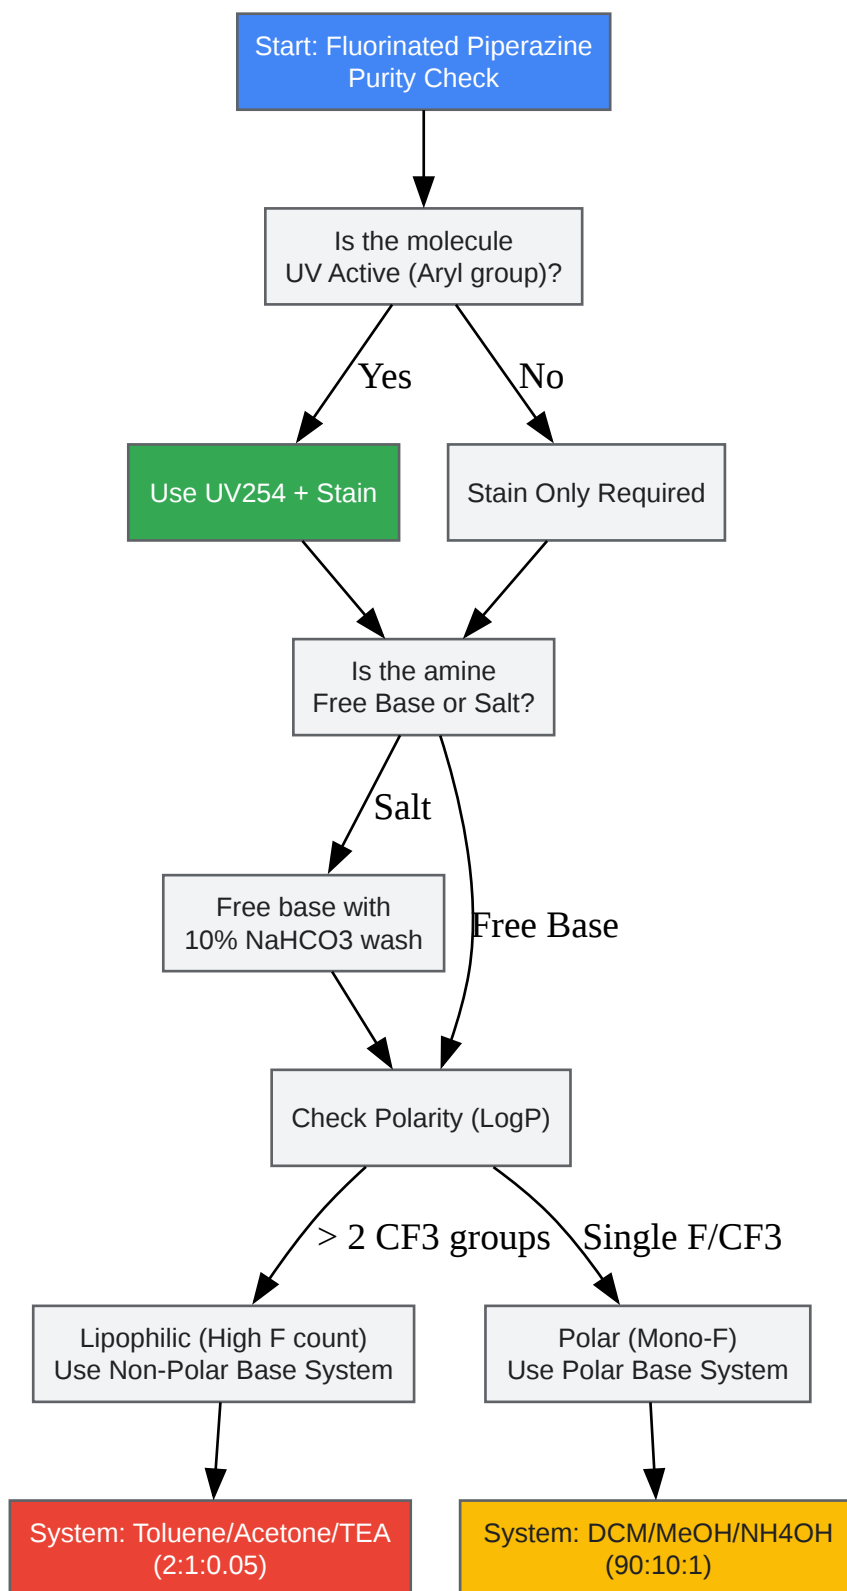 Start: Fluorinated Piperazine
Purity Check
Is the molecule
UV Active (Aryl group)?
Yes
No
Use UV254 + Stain
Stain Only Required
Is the amine
Free Base or Salt?
Salt
Free base with
10% NaHCO3 wash
Free Base
Check Polarity (LogP)
> 2 CF3 groups
Single F/CF3
Lipophilic (High F count)
Use Non-Polar Base System
Polar (Mono-F)
Use Polar Base System
System: Toluene/Acetone/TEA
(2:1:0.05)
System: DCM/MeOH/NH4OH
(90:10:1)